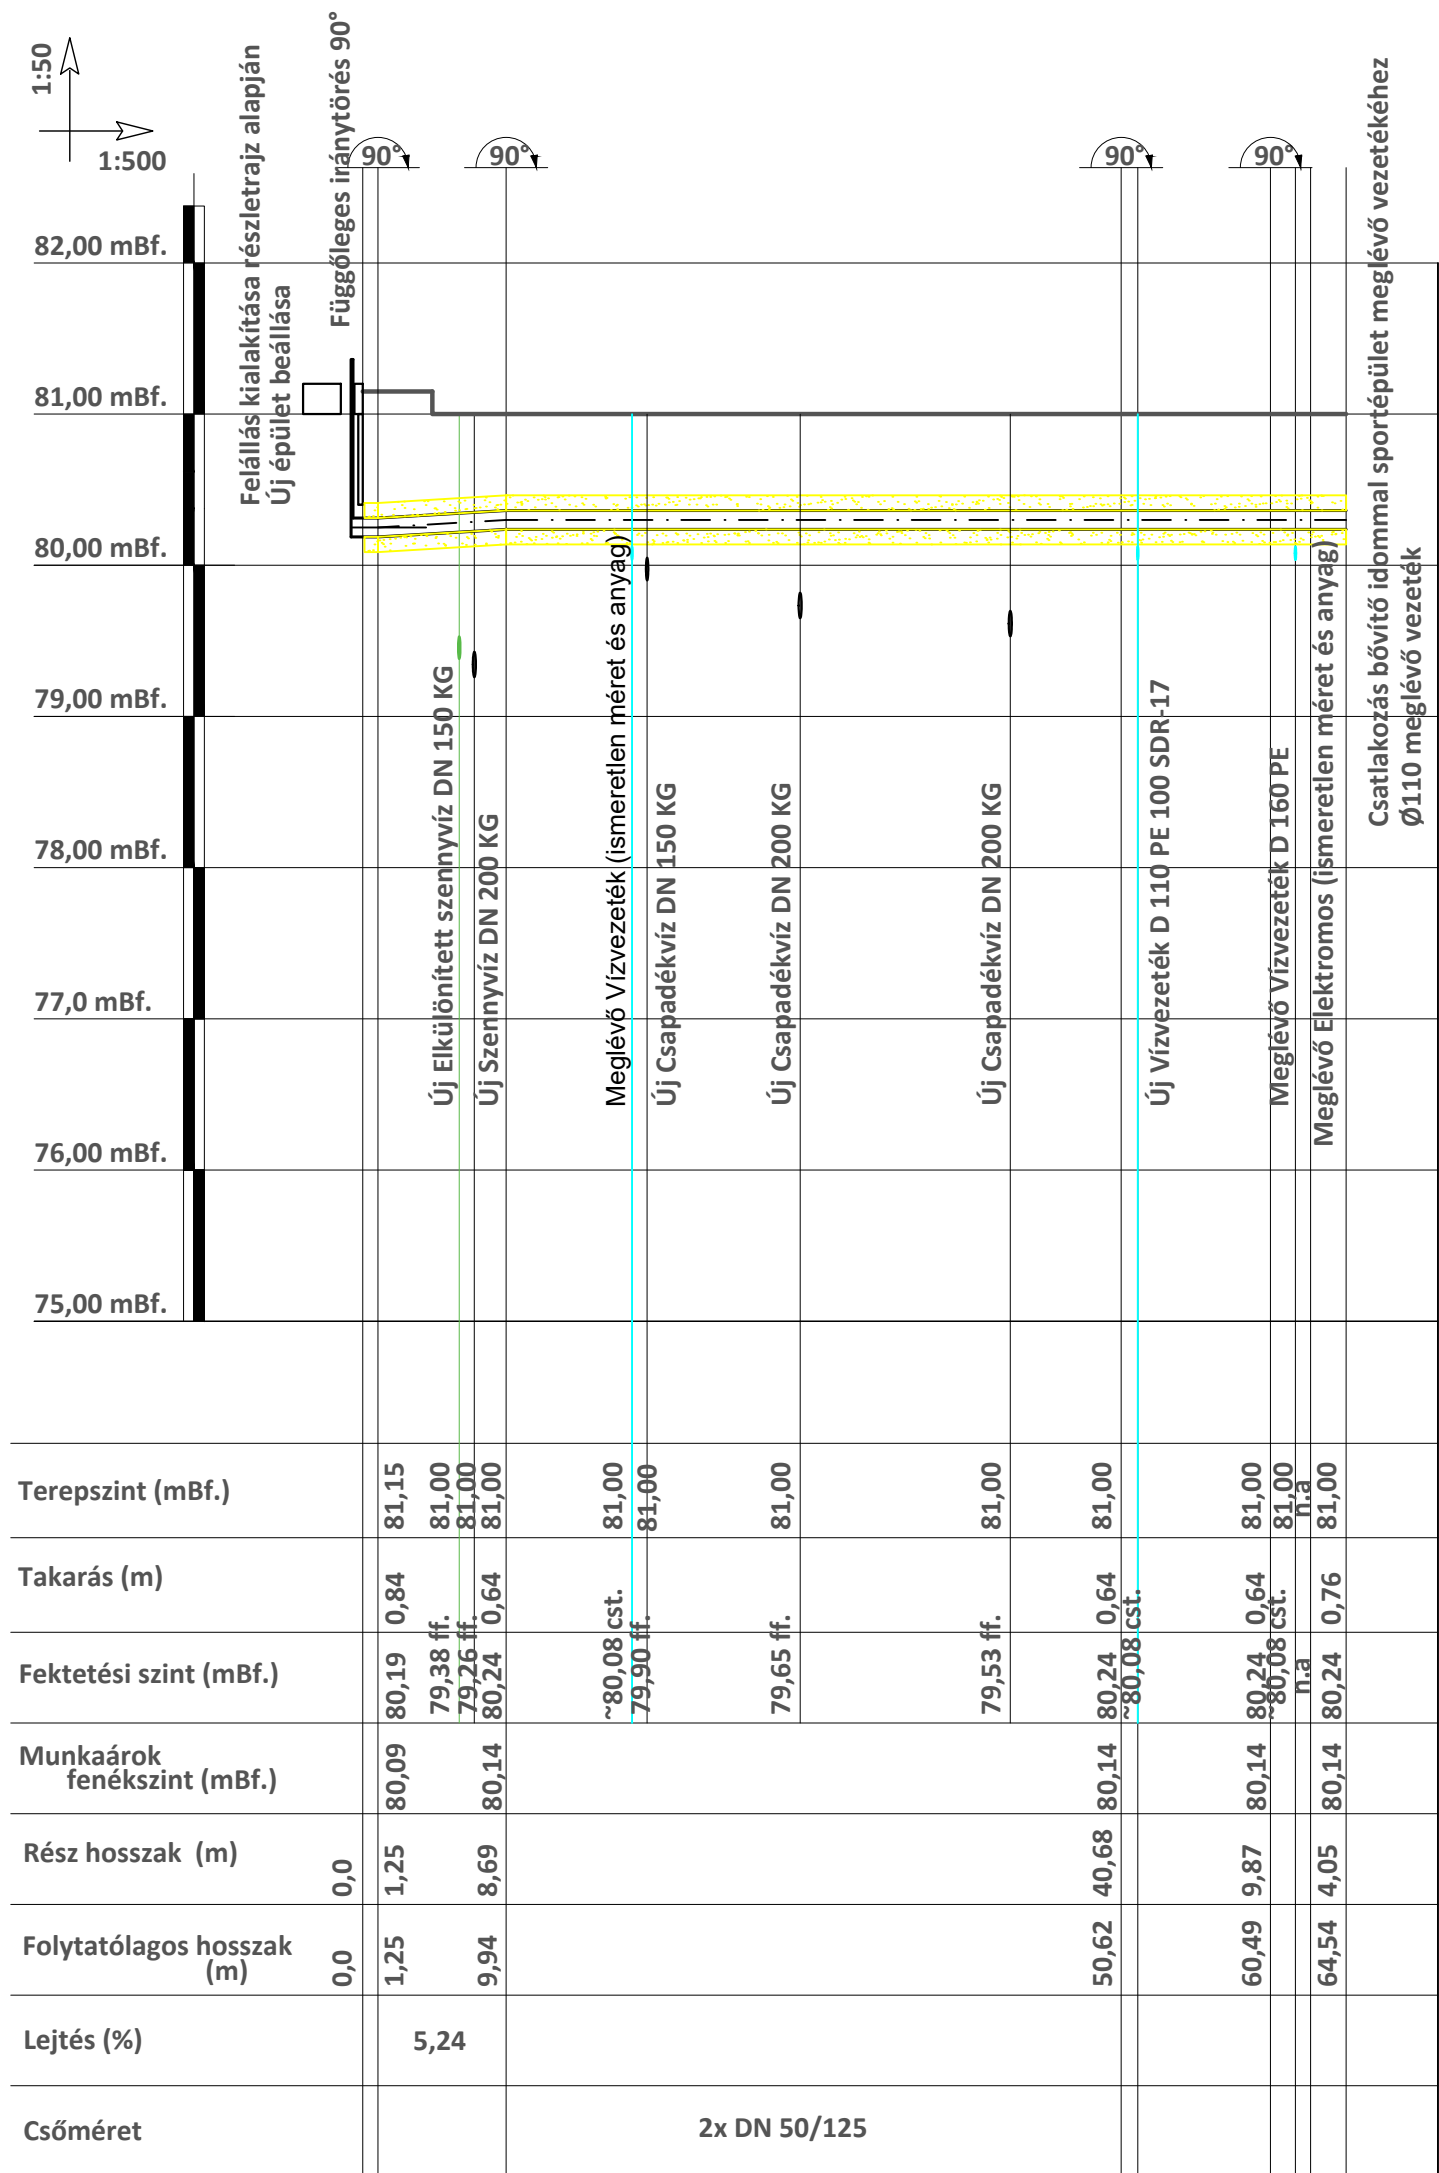 1:50
1:500
Felállás kialakítása részletrajz alapján
Új épület beállása
Függőleges iránytörés 90°
90°
90°
90°
90°
Csatlakozás bővítő idommal sportépület meglévő vezetékéhez
Ø110 meglévő vezeték
82,00 mBf.
81,00 mBf.
80,00 mBf.
79,00 mBf.
78,00 mBf.
77,0 mBf.
76,00 mBf.
75,00 mBf.
Új Elkülönített szennyvíz DN 150 KG
Új Szennyvíz DN 200 KG
Meglévő Vízvezeték (ismeretlen méret és anyag)
Új Csapadékvíz DN 150 KG
Új Csapadékvíz DN 200 KG
Új Csapadékvíz DN 200 KG
Új Vízvezeték D 110 PE 100 SDR-17
Meglévő Vízvezeték D 160 PE
Meglévő Elektromos (ismeretlen méret és anyag)
Terepszint (mBf.)
81,15
81,00
81,00
81,00
81,00
81,00
81,00
81,00
81,00
81,00
81,00
n.a
81,00
Takarás (m)
0,84
0,64
0,64
0,64
0,76
Fektetési szint (mBf.)
80,19
79,38 ff.
79,26 ff.
80,24
~80,08 cst.
79,90 ff.
79,65 ff.
79,53 ff.
80,24
~80,08 cst.
80,24
~80,08 cst.
n.a
80,24
Munkaárok
fenékszint (mBf.)
80,09
80,14
80,14
80,14
80,14
Rész hosszak (m)
0,0
1,25
8,69
40,68
9,87
4,05
Folytatólagos hosszak
(m)
0,0
1,25
9,94
50,62
60,49
64,54
Lejtés (%)
5,24
Csőméret
2x DN 50/125